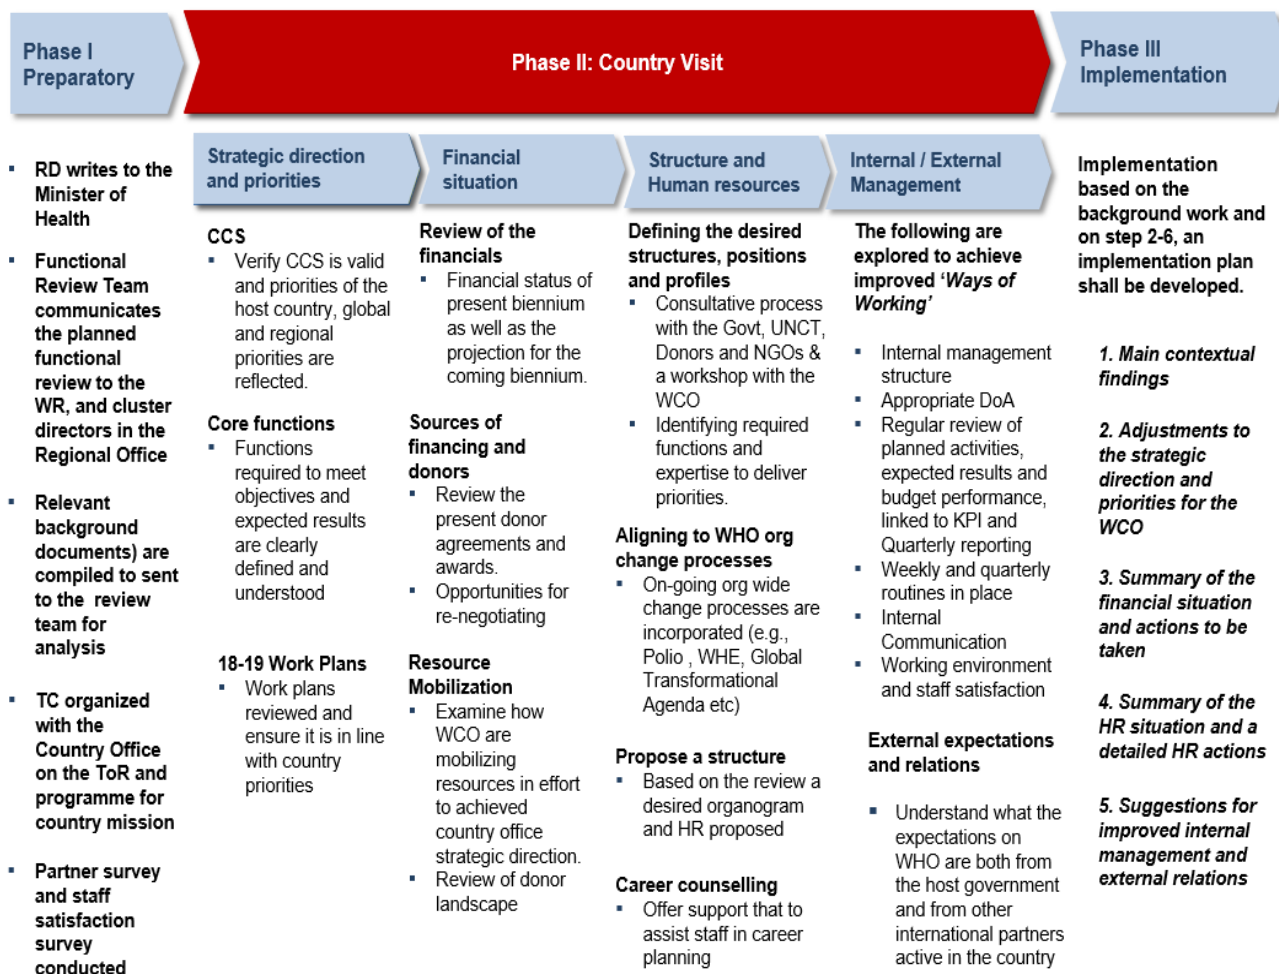 Phase I
Preparatory
Phase II: Country Visit
Phase III
Implementation
▪ RD writes to the
Minister of
Health
▪ Functional
Review Team
communicates
the planned
functional
review to the
WR, and cluster
directors in the
Regional Office
▪ Relevant
background
documents) are
compiled to sent
to the review
team for
analysis
▪ TC organized
with the
Country Office
on the ToR and
programme for
country mission
▪ Partner survey
and staff
satisfaction
survey
conducted
Strategic direction
and priorities
CCS
▪ Verify CCS is valid
and priorities of the
host country, global
and regional
priorities are
reflected.
Core functions
▪ Functions
required to meet
objectives and
expected results
are clearly
defined and
understood
18-19 Work Plans
▪ Work plans
reviewed and
ensure it is in line
with country
priorities
Financial
situation
Review of the
financials
▪ Financial status of
present biennium
as well as the
projection for the
coming biennium.
Sources of
financing and
donors
▪ Review the
present donor
agreements and
awards.
▪ Opportunities for
re-negotiating
Resource
Mobilization
▪ Examine how
WCO are
mobilizing
resources in effort
to achieved
country office
strategic direction.
▪ Review of donor
landscape
Structure and
Human resources
Defining the desired
structures, positions
and profiles
▪ Consultative process
with the Govt, UNCT,
Donors and NGOs &
a workshop with the
WCO
▪ Identifying required
functions and
expertise to deliver
priorities.
Aligning to WHO org
change processes
▪ On-going org wide
change processes are
incorporated (e.g.,
Polio , WHE, Global
Transformational
Agenda etc)
Propose a structure
▪ Based on the review a
desired organogram
and HR proposed
Career counselling
▪ Offer support that to
assist staff in career
planning
Internal / External
Management
The following are
explored to achieve
improved ‘Ways of
Working’
▪ Internal management
structure
▪ Appropriate DoA
▪ Regular review of
planned activities,
expected results and
budget performance,
linked to KPI and
Quarterly reporting
▪ Weekly and quarterly
routines in place
▪ Internal
Communication
▪ Working environment
and staff satisfaction
External expectations
and relations
▪ Understand what the
expectations on
WHO are both from
the host government
and from other
international partners
active in the country
Implementation
based on the
background work and
on step 2-6, an
implementation plan
shall be developed.
1. Main contextual
findings
2. Adjustments to
the strategic
direction and
priorities for the
WCO
3. Summary of the
financial situation
and actions to be
taken
4. Summary of the
HR situation and a
detailed HR actions
5. Suggestions for
improved internal
management and
external relations